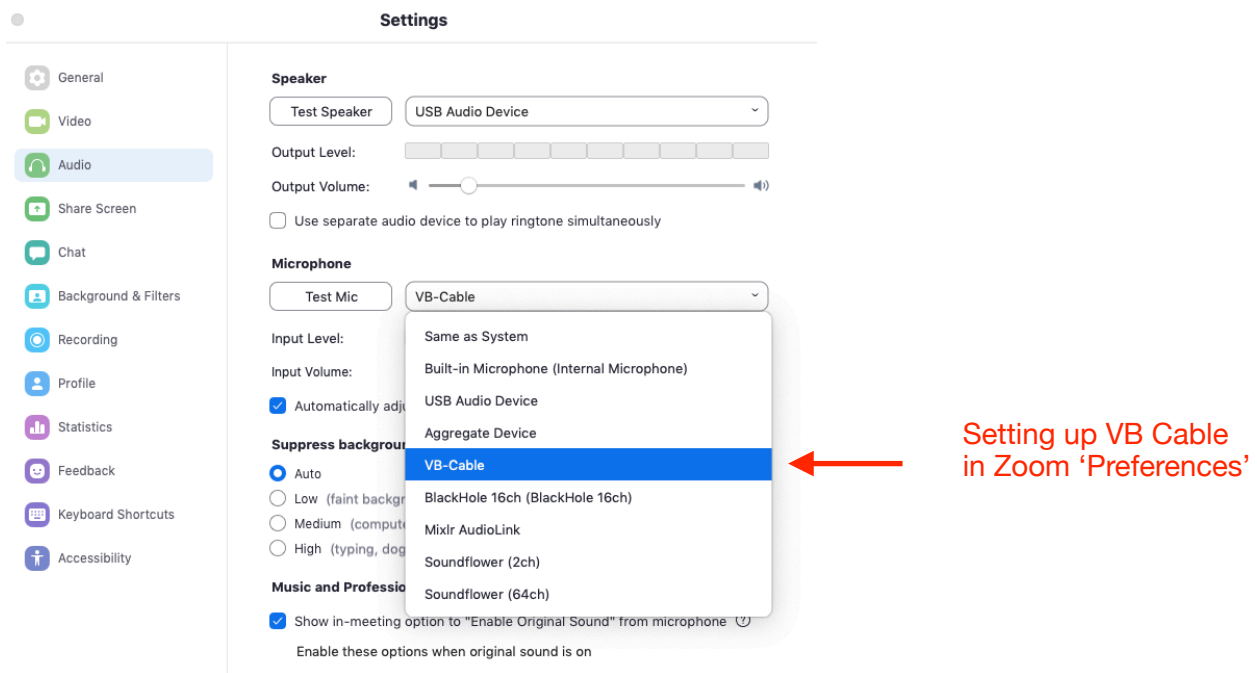 Settings
General
Video
Audio
Share Screen
Chat
Background & Filters
Recording
Profile
Statistics
Feedback
Keyboard Shortcuts
Accessibility
Speaker
Test Speaker
USB Audio Device
Output Level:
Output Volume:
Use separate audio device to play ringtone simultaneously
Microphone
Test Mic
VB-Cable
Input Level:
Input Volume:
Automatically adju
Suppress backgrour
Auto
Low (faint backgr
Medium (compute
High (typing, dog
Music and Professio
Same as System
Built-in Microphone (Internal Microphone)
USB Audio Device
Aggregate Device
VB-Cable
BlackHole 16ch (BlackHole 16ch)
Mixlr AudioLink
Soundflower (2ch)
Soundflower (64ch)
Show in-meeting option to "Enable Original Sound" from microphone ?
Enable these options when original sound is on
Setting up VB Cable
in Zoom ‘Preferences’